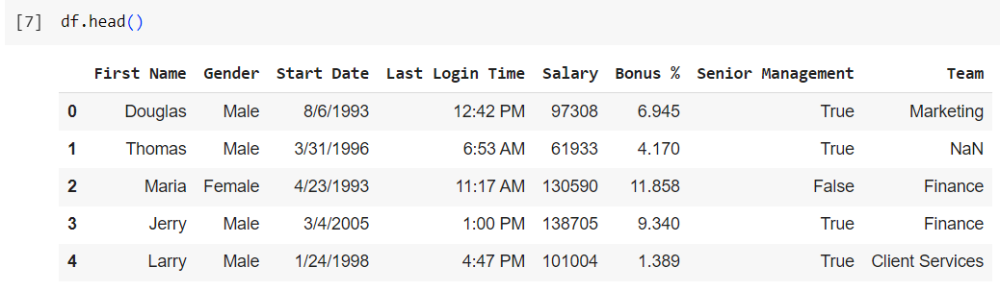 [7] df.head()
First Name Gender Start Date Last Login Time Salary Bonus % Senior Management Team
0 Douglas Male 8/6/1993 12:42 PM 97308 6.945 True Marketing
1 Thomas Male 3/31/1996 6:53 AM 61933 4.170 True NaN
2 Maria Female 4/23/1993 11:17 AM 130590 11.858 False Finance
3 Jerry Male 3/4/2005 1:00 PM 138705 9.340 True Finance
4 Larry Male 1/24/1998 4:47 PM 101004 1.389 True Client Services